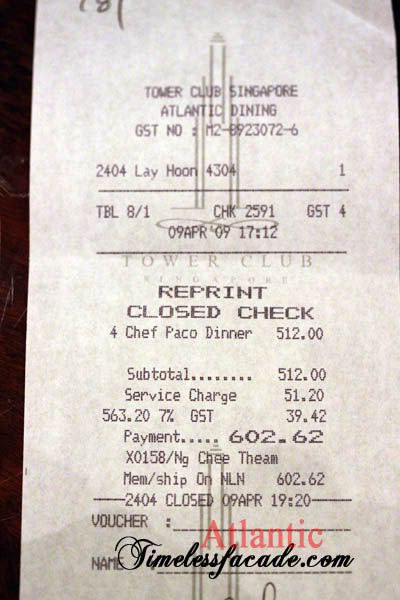 TOWER CLUB SINGAPORE
ATLANTIC DINING
GST NO : M2-8923072-6
2404 Lay Hoon 4304 1
TBL 8/1 CHK 2591 GST 4
09APR'09 17:12
TOWER CLUB
SINGAPORE
REPRINT
CLOSED CHECK
4 Chef Paco Dinner 512.00
Subtotal........ 512.00
Service Charge 51.20
563.20 7% GST 39.42
Payment..... 602.62
X0158/Ng Chee Theam
Mem/ship On NLN 602.62
----2404 CLOSED 09APR 19:20----
VOUCHER :
Atlantic
NAME
Timelessfacade.com